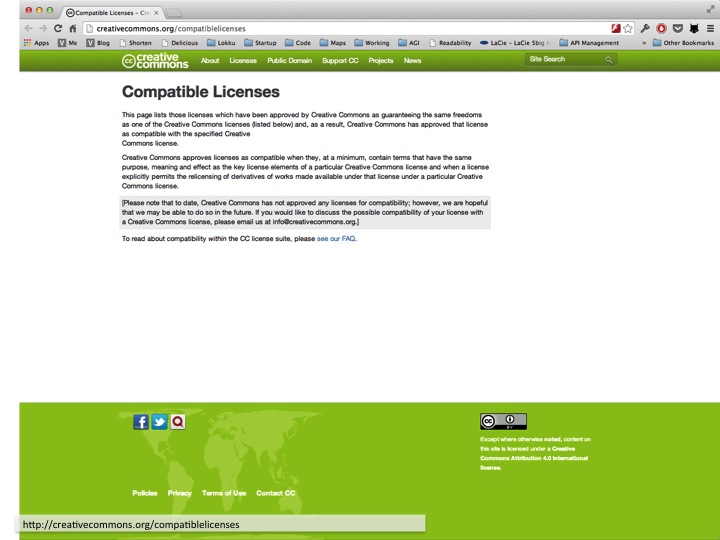 Compatible Licenses – Cre
creativecommons.org/compatiblelicenses
Apps Me Blog Shorten Delicious Lokku Startup Code Maps Working AGI Readability LaCie – LaCie 5big API Management » Other Bookmarks
creative commons About Licenses Public Domain Support CC Projects News Site Search
Compatible Licenses
This page lists those licenses which have been approved by Creative Commons as guaranteeing the same freedoms
as one of the Creative Commons licenses (listed below) and, as a result, Creative Commons has approved that license
as compatible with the specified Creative
Commons license.
Creative Commons approves licenses as compatible when they, at a minimum, contain terms that have the same
purpose, meaning and effect as the key license elements of a particular Creative Commons license and when a license
explicitly permits the relicensing of derivatives of works made available under that license under a particular Creative
Commons license.
[Please note that to date, Creative Commons has not approved any licenses for compatibility; however, we are hopeful
that we may be able to do so in the future. If you would like to discuss the possible compatibility of your license with
a Creative Commons license, please email us at info@creativecommons.org.]
To read about compatibility within the CC license suite, please see our FAQ.
cc BY
Except where otherwise noted, content on
this site is licensed under a Creative
Commons Attribution 4.0 International
license.
Policies Privacy Terms of Use Contact CC
http://creativecommons.org/compatiblelicenses